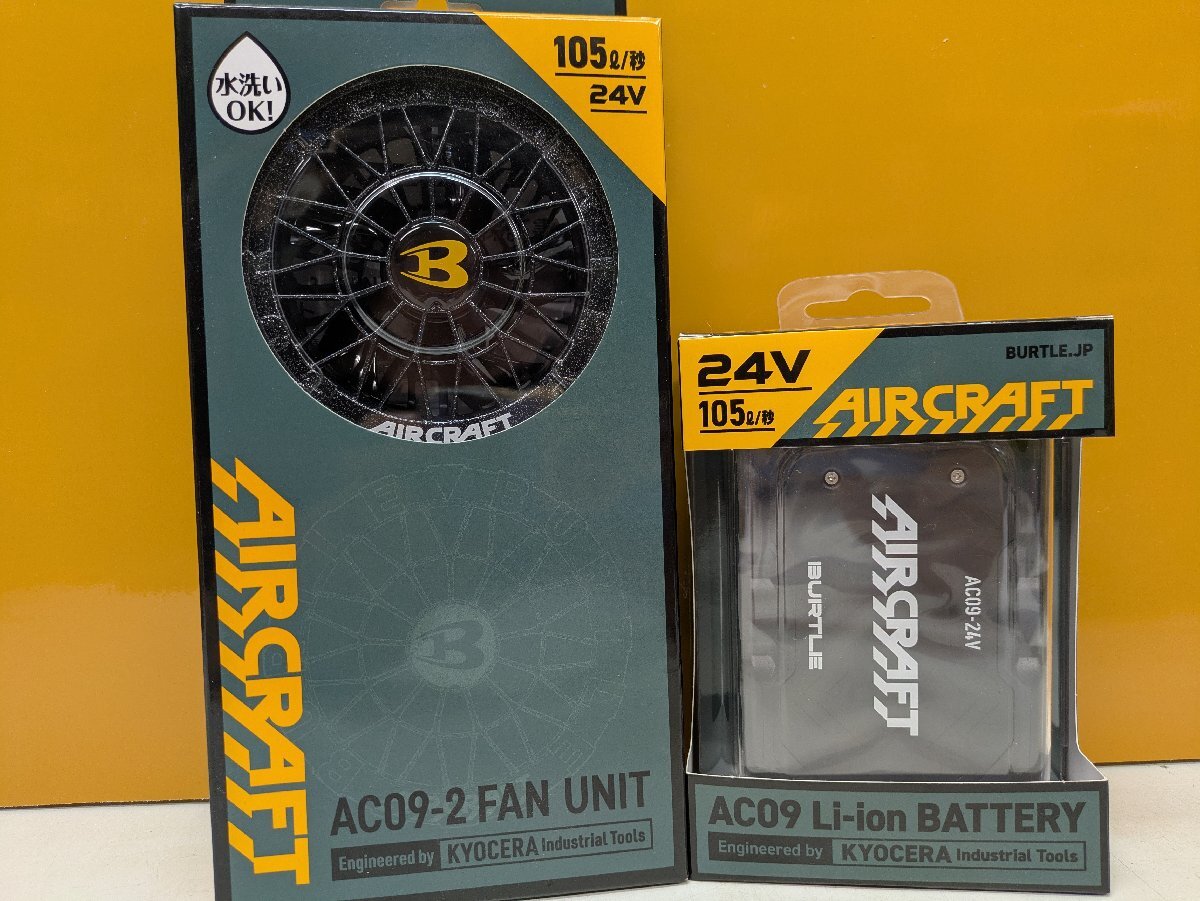 水洗い
OK!
105ℓ/秒
24V
B
AIRCRAFT
AIRCRAFT
B
AC09-2 FAN UNIT
Engineered by KYOCERA Industrial Tools
24V
105ℓ/秒
BURTLE.JP
AIRCRAFT
AC09-24V
AIRCRAFT
BURTLE
AC09 Li-ion BATTERY
Engineered by KYOCERA Industrial Tools